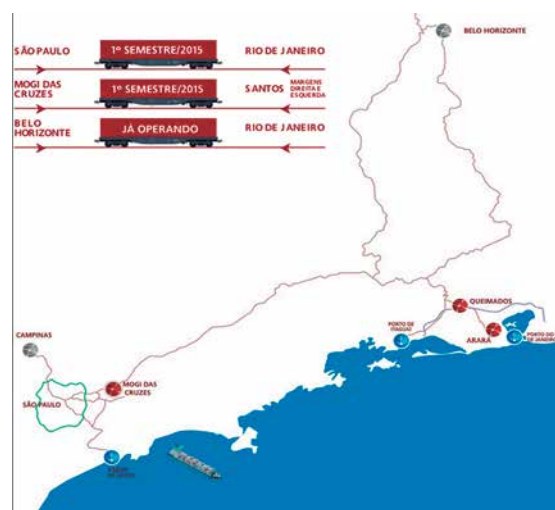 SÃO PAULO
1º SEMESTRE/2015
RIO DE JANEIRO
MOGI DAS
CRUZES
1º SEMESTRE/2015
SANTOS
MARGENS
DIREITA E
ESQUERDA
BELO
HORIZONTE
JÁ OPERANDO
RIO DE JANEIRO
BELO HORIZONTE
QUEIMADOS
PORTO DE
ITAGUAÍ
ARARÁ
PORTO DO
DE JANEIRO
CAMPINAS
MOGI DAS
CRUZES
SÃO PAULO